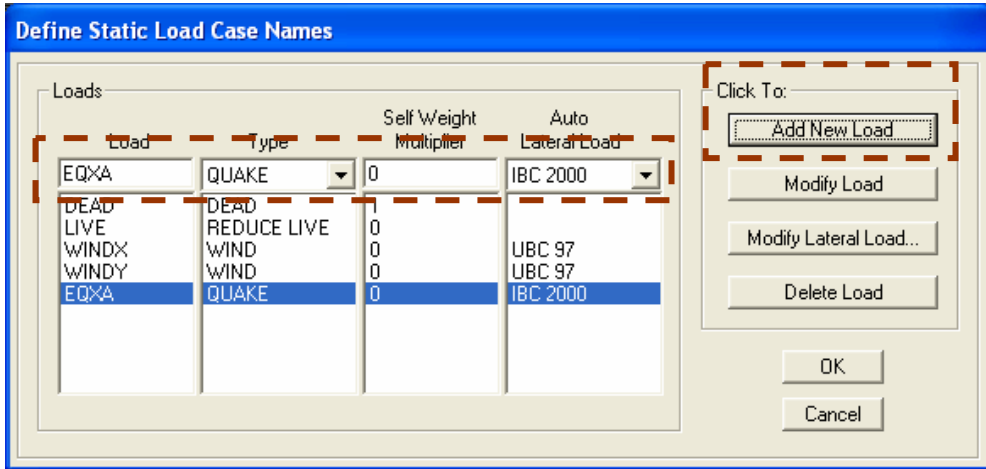 Define Static Load Case Names
Loads
Click To:
Self Weight Auto
Load Type Multiplier Lateral Load
Add New Load
EQXA QUAKE 0 IBC 2000
Modify Load
DEAD DEAD 1
LIVE REDUCE LIVE 0
WINDX WIND 0 UBC 97
Modify Lateral Load...
WINDY WIND 0 UBC 97
EQXA QUAKE 0 IBC 2000
Delete Load
OK
Cancel